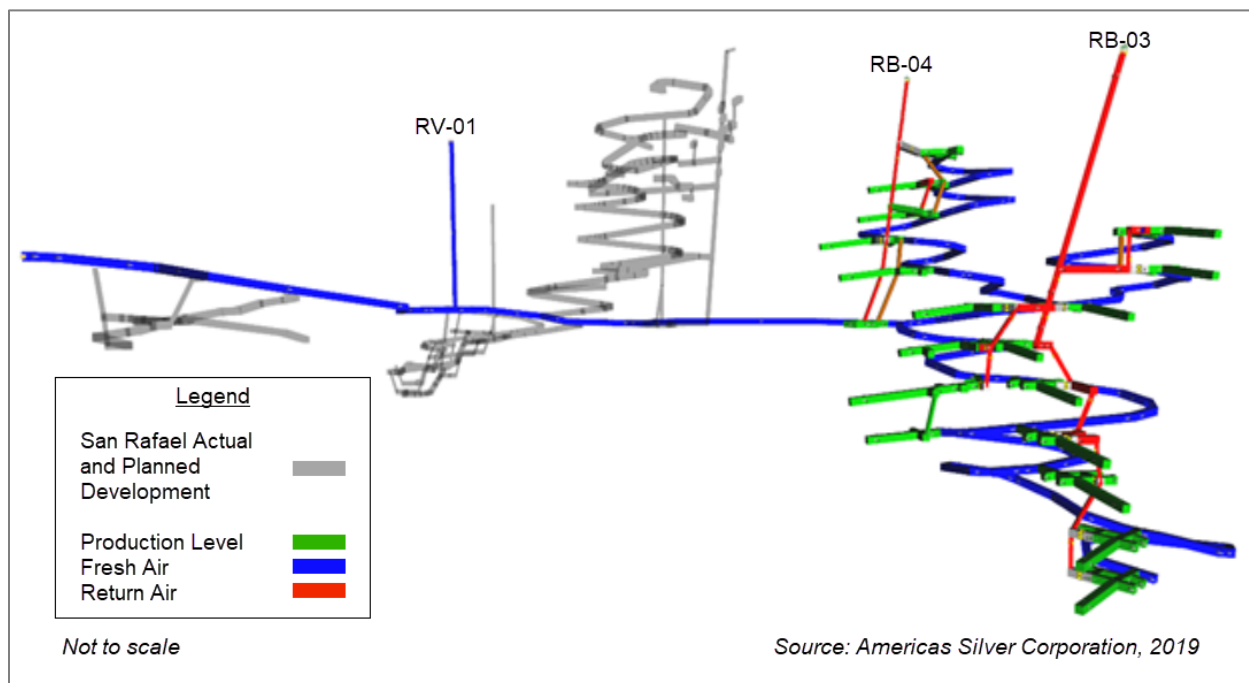 RB-03
RB-04
RV-01
Legend
San Rafael Actual
and Planned
Development
Production Level
Fresh Air
Return Air
Not to scale
Source: Americas Silver Corporation, 2019